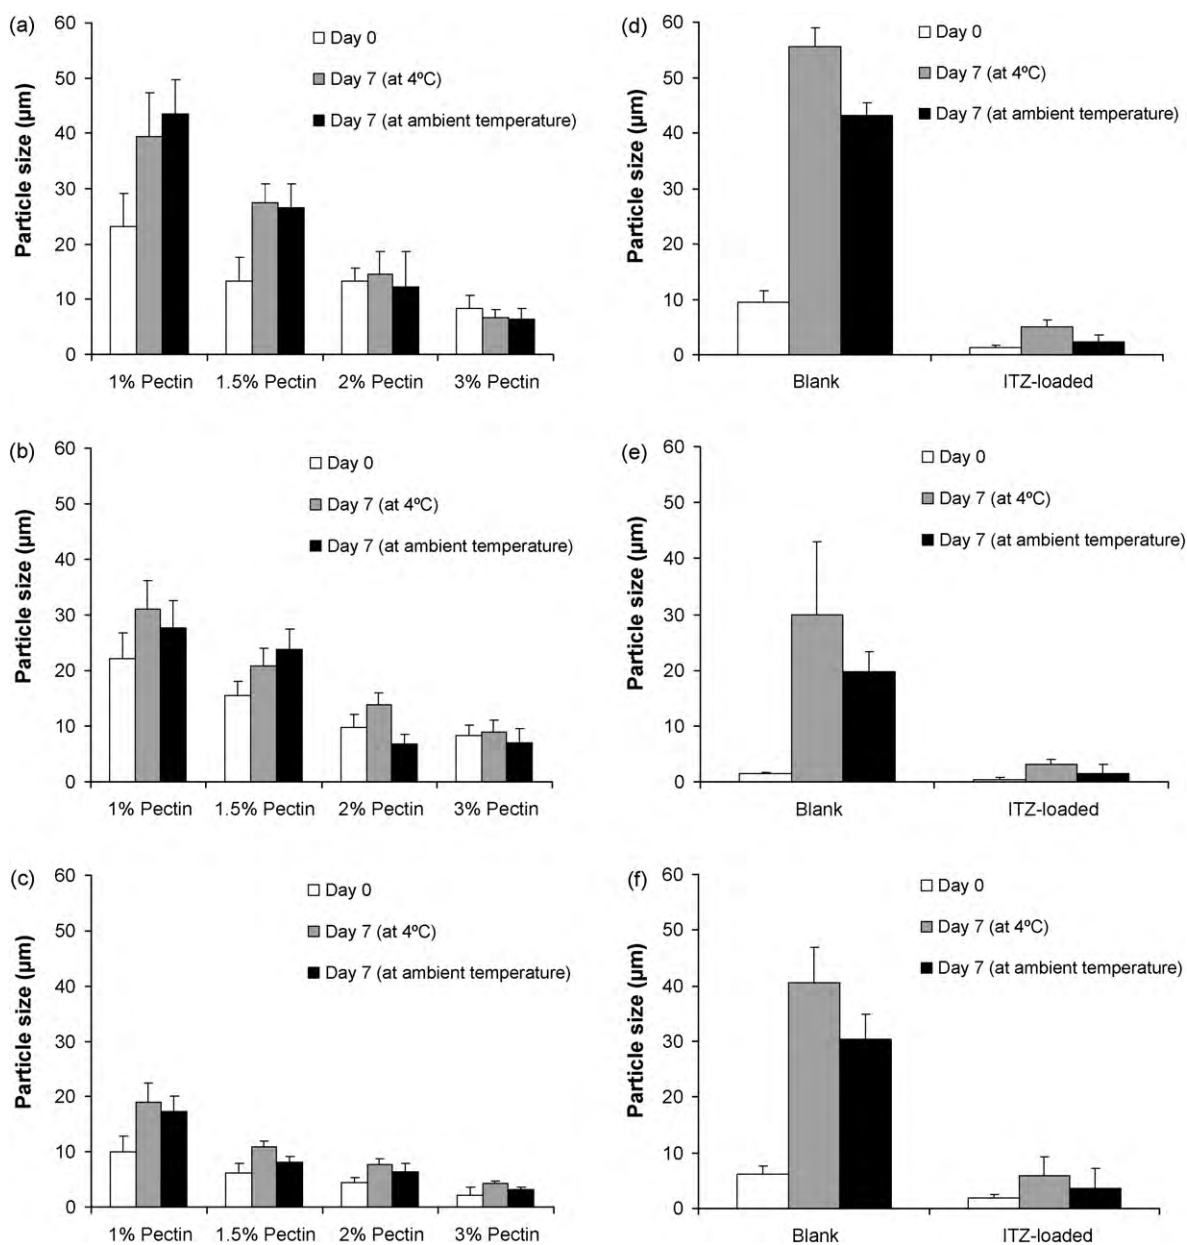 (a)
Particle size (µm)
60
50
40
30
20
10
0
Day 0
Day 7 (at 4ºC)
Day 7 (at ambient temperature)
1% Pectin 1.5% Pectin 2% Pectin 3% Pectin
(d)
Particle size (µm)
60
50
40
30
20
10
0
Day 0
Day 7 (at 4ºC)
Day 7 (at ambient temperature)
Blank ITZ-loaded
(b)
Particle size (µm)
60
50
40
30
20
10
0
Day 0
Day 7 (at 4ºC)
Day 7 (at ambient temperature)
1% Pectin 1.5% Pectin 2% Pectin 3% Pectin
(e)
Particle size (µm)
60
50
40
30
20
10
0
Day 0
Day 7 (at 4ºC)
Day 7 (at ambient temperature)
Blank ITZ-loaded
(c)
Particle size (µm)
60
50
40
30
20
10
0
Day 0
Day 7 (at 4ºC)
Day 7 (at ambient temperature)
1% Pectin 1.5% Pectin 2% Pectin 3% Pectin
(f)
Particle size (µm)
60
50
40
30
20
10
0
Day 0
Day 7 (at 4ºC)
Day 7 (at ambient temperature)
Blank ITZ-loaded